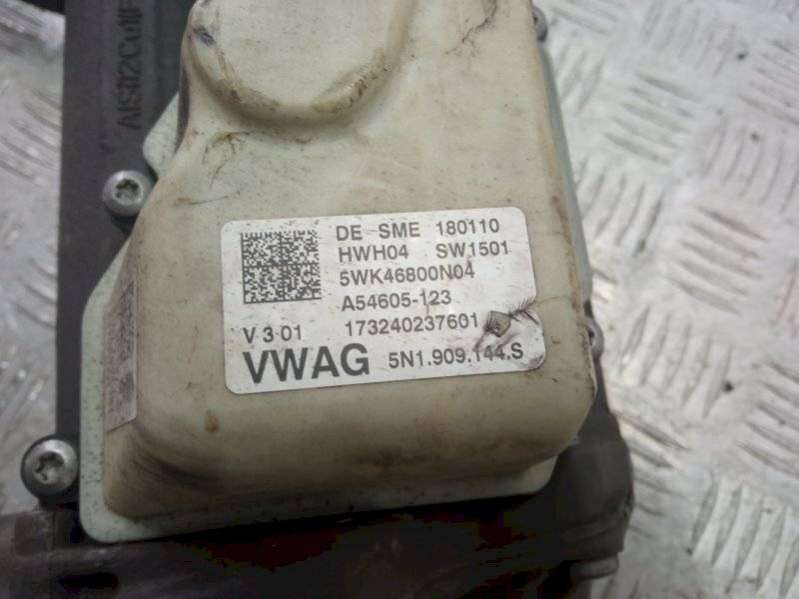 DE SME 180110
HWH04 SW1501
5WK46800N04
A54605-123
V 3 01 173240237601
VWAG 5N1.909.144.S